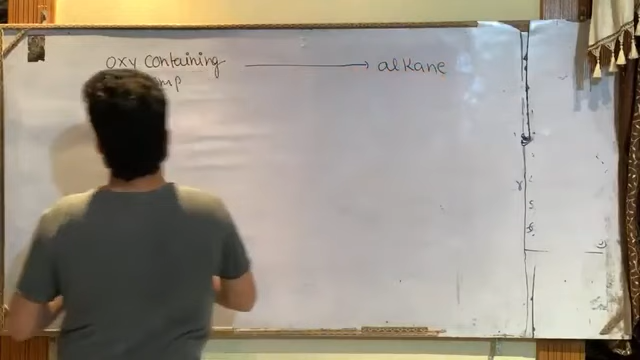 oxy containing → alkane